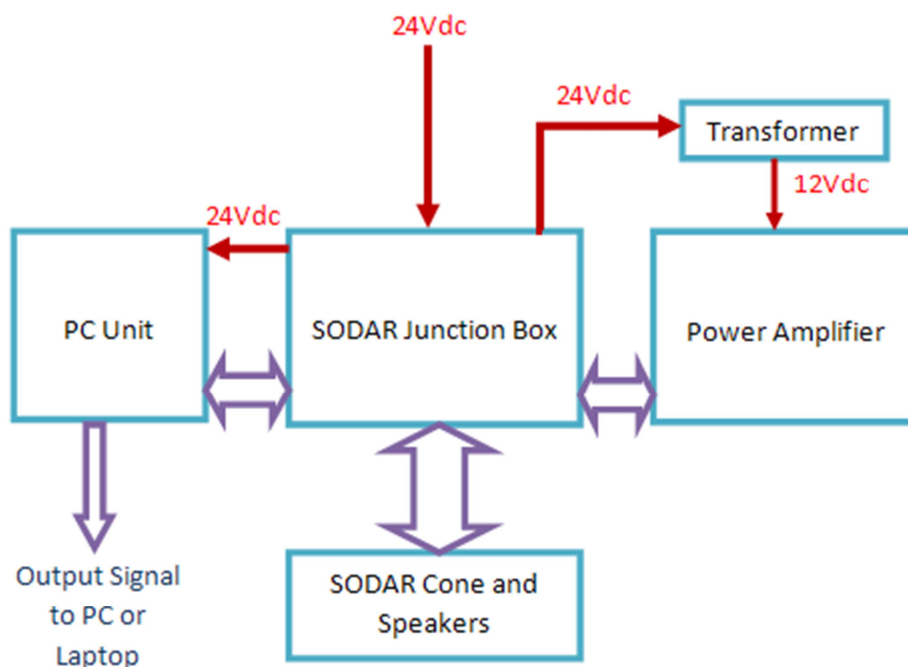 24Vdc
24Vdc
Transformer
12Vdc
24Vdc
PC Unit
SODAR Junction Box
Power Amplifier
Output Signal
to PC or
Laptop
SODAR Cone and
Speakers